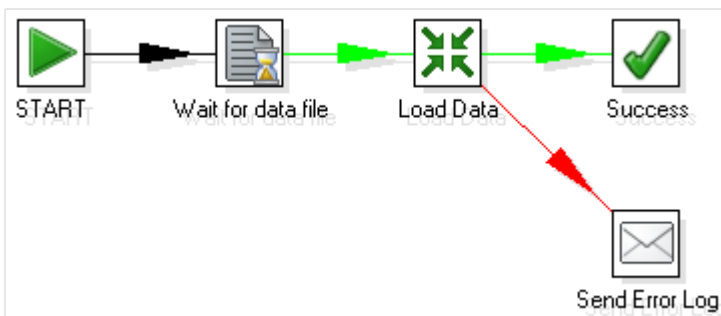 START
Wait for data file
Load Data
Success
Send Error Log